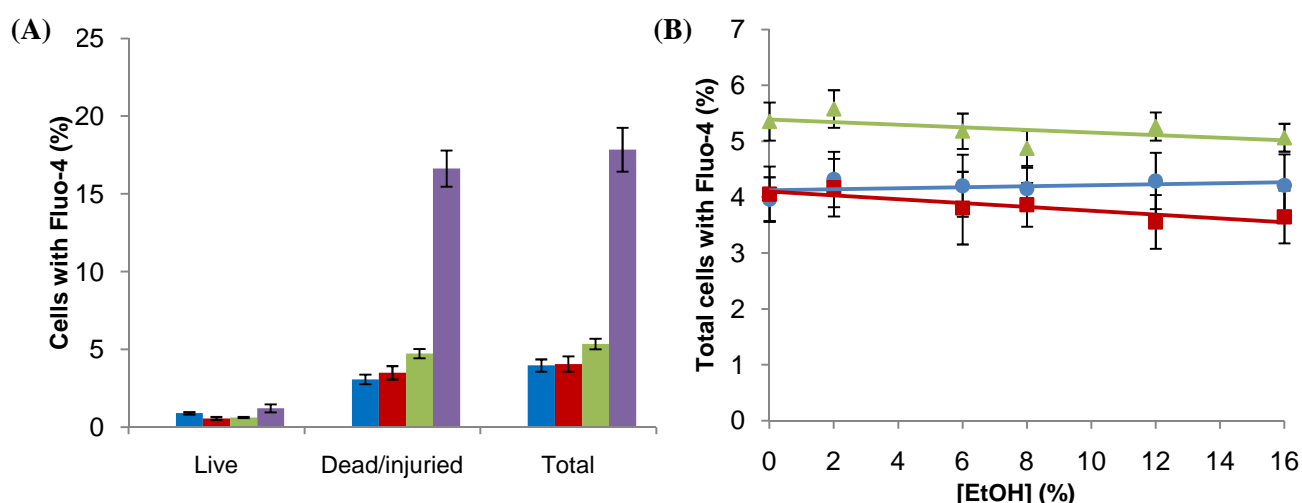 (A)
Cells with Fluo-4 (%)
25
20
15
10
5
0
Live Dead/injuried Total
(B)
Total cells with Fluo-4 (%)
7
6
5
4
3
2
1
0
0 2 4 6 8 10 12 14 16
[EtOH] (%)